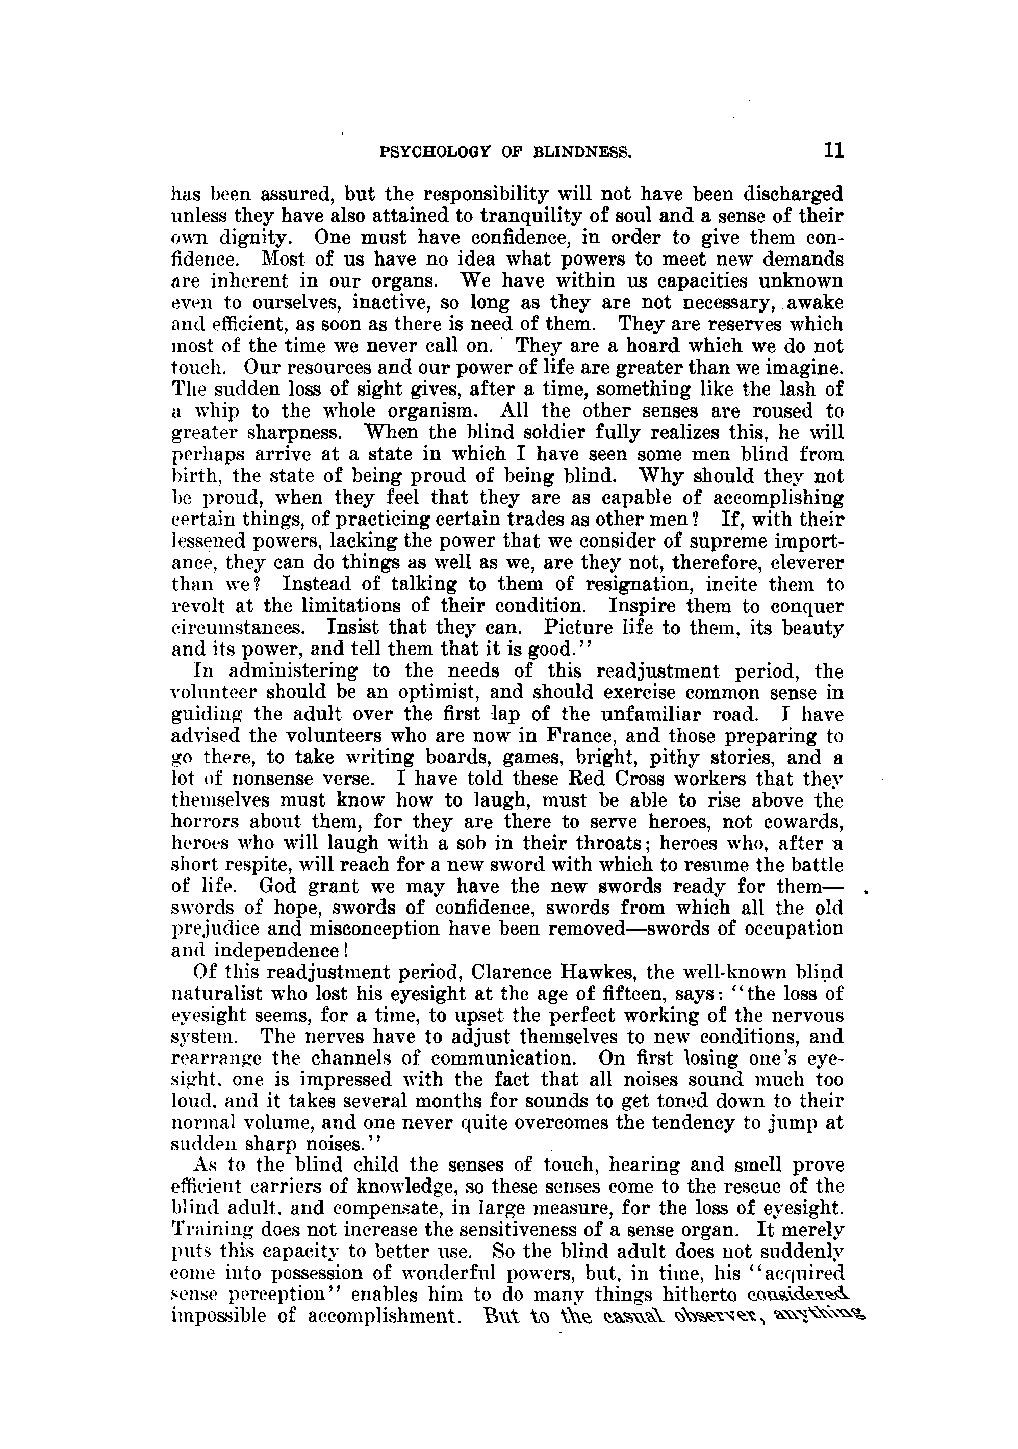 PSYCHOLOGY OF BLINDNESS. 11
has been assured, but the responsibility will not have been discharged
unless they have also attained to tranquility of soul and a sense of their
own dignity. One must have confidence, in order to give them con-
fidence. Most of us have no idea what powers to meet new demands
are inherent in our organs. We have within us capacities unknown
even to ourselves, inactive, so long as they are not necessary, awake
and efficient, as soon as there is need of them. They are reserves which
most of the time we never call on. They are a hoard which we do not
touch. Our resources and our power of life are greater than we imagine.
The sudden loss of sight gives, after a time, something like the lash of
a whip to the whole organism. All the other senses are roused to
greater sharpness. When the blind soldier fully realizes this, he will
perhaps arrive at a state in which I have seen some men blind from
birth, the state of being proud of being blind. Why should they not
be proud, when they feel that they are as capable of accomplishing
certain things, of practicing certain trades as other men? If, with their
lessened powers, lacking the power that we consider of supreme import-
ance, they can do things as well as we, are they not, therefore, cleverer
than we? Instead of talking to them of resignation, incite them to
revolt at the limitations of their condition. Inspire them to conquer
circumstances. Insist that they can. Picture life to them, its beauty
and its power, and tell them that it is good.''
In administering to the needs of this readjustment period, the
volunteer should be an optimist, and should exercise common sense in
guiding the adult over the first lap of the unfamiliar road. I have
advised the volunteers who are now in France, and those preparing to
go there, to take writing boards, games, bright, pithy stories, and a
lot of nonsense verse. I have told these Red Cross workers that they
themselves must know how to laugh, must be able to rise above the
horrors about them, for they are there to serve heroes, not cowards,
heroes who will laugh with a sob in their throats; heroes who, after a
short respite, will reach for a new sword with which to resume the battle
of life. God grant we may have the new swords ready for them—
swords of hope, swords of confidence, swords from which all the old
prejudice and misconception have been removed—swords of occupation
and independence!
Of this readjustment period, Clarence Hawkes, the well-known blind
naturalist who lost his eyesight at the age of fifteen, says: ''the loss of
eyesight seems, for a time, to upset the perfect working of the nervous
system. The nerves have to adjust themselves to new conditions, and
rearrange the channels of communication. On first losing one's eye-
sight, one is impressed with the fact that all noises sound much too
loud, and it takes several months for sounds to get toned down to their
normal volume, and one never quite overcomes the tendency to jump at
sudden sharp noises.''
As to the blind child the senses of touch, hearing and smell prove
efficient carriers of knowledge, so these senses come to the rescue of the
blind adult, and compensate, in large measure, for the loss of eyesight.
Training does not increase the sensitiveness of a sense organ. It merely
puts this capacity to better use. So the blind adult does not suddenly
come into possession of wonderful powers, but, in time, his ''acquired
sense perception'' enables him to do many things hitherto considered
impossible of accomplishment. But to the casual observer, anything